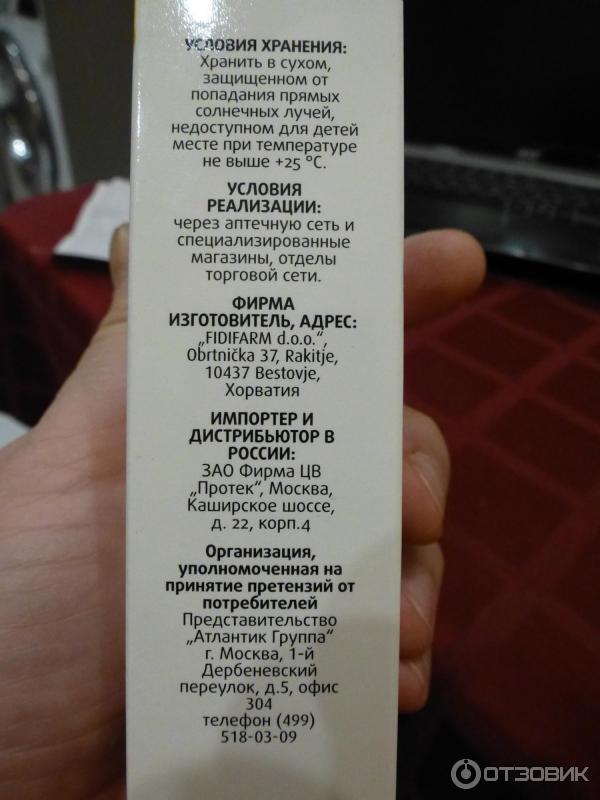 УСЛОВИЯ ХРАНЕНИЯ:
Хранить в сухом,
защищенном от
попадания прямых
солнечных лучей,
недоступном для детей
месте при температуре
не выше +25 °C.
УСЛОВИЯ
РЕАЛИЗАЦИИ:
через аптечную сеть и
специализированные
магазины, отделы
торговой сети.
ФИРМА
ИЗГОТОВИТЕЛЬ, АДРЕС:
„FIDIFARM d.o.o.“,
Obrtnička 37, Rakitje,
10437 Bestovje,
Хорватия
ИМПОРТЕР И
ДИСТРИБЬЮТОР В
РОССИИ:
ЗАО Фирма ЦВ
„Протек“, Москва,
Каширское шоссе,
д. 22, корп.4
Организация,
уполномоченная на
принятие претензий от
потребителей
Представительство
„Атлантик Группа“
г. Москва, 1-й
Дербеневский
переулок, д.5, офис
304
телефон (499)
518-03-09
ОТЗОВИК